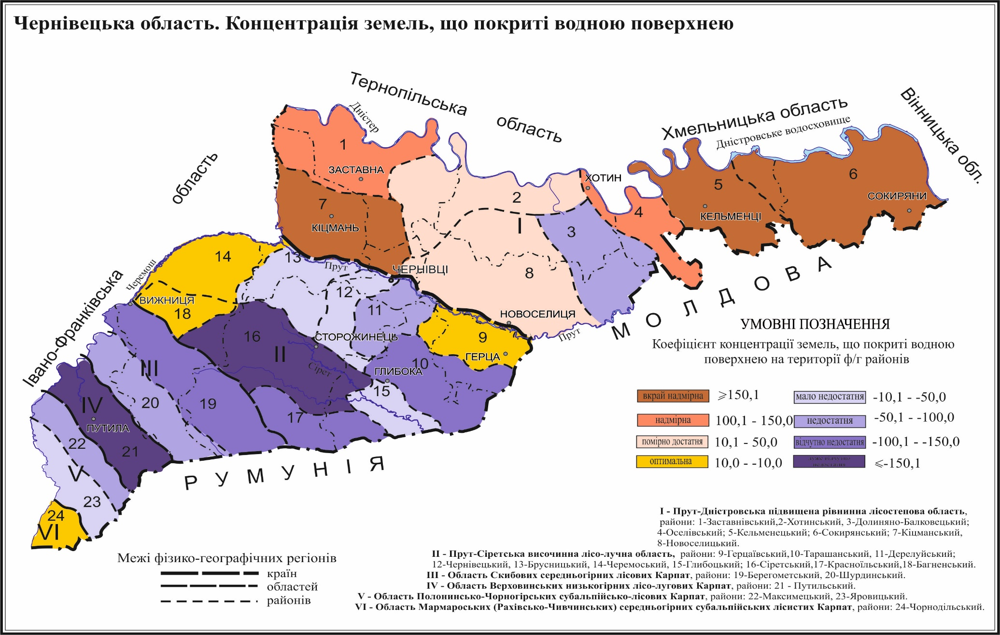 Чернівецька область. Концентрація земель, що покриті водною поверхнею
Тернопільська
область
Хмельницька область
Дністровське водосховище
Вінницька обл.
Івано-Франківська
область
Дністер
1
ЗАСТАВНА
ХОТИН
2
4
5
6
СОКИРЯНИ
КЕЛЬМЕНЦІ
7
КІЦМАНЬ
I
3
14
13
Прут
ЧЕРНІВЦІ
8
Черемош
ВИЖНИЦЯ
18
12
11
НОВОСЕЛИЦЯ
Прут
МОЛДОВА
16
СТОРОЖИНЕЦЬ
9
ГЕРЦА
II
III
Сірет
10
ГЛИБОКА
15
IV
20
19
17
ПУТИЛА
22
21
V
23
24
VI
РУМУНІЯ
УМОВНІ ПОЗНАЧЕННЯ
Коефіцієнт концентрації земель, що покриті водною
поверхнею на території ф/г районів
вкрай надмірна ⩾150,1
надмірна 100,1 - 150,0
помірно достатня 10,1 - 50,0
оптимальна 10,0 - -10,0
мало недостатня -10,1 - -50,0
недостатня -50,1 - -100,0
відчутно недостатня -100,1 - -150,0
⩽-150,1
Межі фізико-географічних регіонів
країн
областей
районів
I - Прут-Дністровська підвищена рівнинна лісостепова область,
райони: 1-Заставнівський,2-Хотинський, 3-Долиняно-Балковецький;
4-Оселівський; 5-Кельменецький; 6-Сокирянський; 7-Кіцманський,
8-Новоселицький.
II - Прут-Сіретська височинна лісо-лучна область, райони: 9-Герцаївський,10-Тарашанський, 11-Дерелуйський;
12-Чернівецький, 13-Брусницький, 14-Черемоський, 15-Глибоцький; 16-Сіретський,17-Красноїльський,18-Багненський.
III - Область Скибових середньогірних лісових Карпат, райони: 19-Берегометський, 20-Шурдинський.
IV - Область Верховинських низькогірних лісо-лугових Карпат, райони: 21 - Путильський.
V - Область Полонинсько-Чорногірських субальпійсько-лісових Карпат, райони: 22-Максимецький, 23-Яровицький.
VI - Область Мармароських (Рахівсько-Чивчинських) середньогірних субальпійських лісистих Карпат, райони: 24-Чорнодільський.